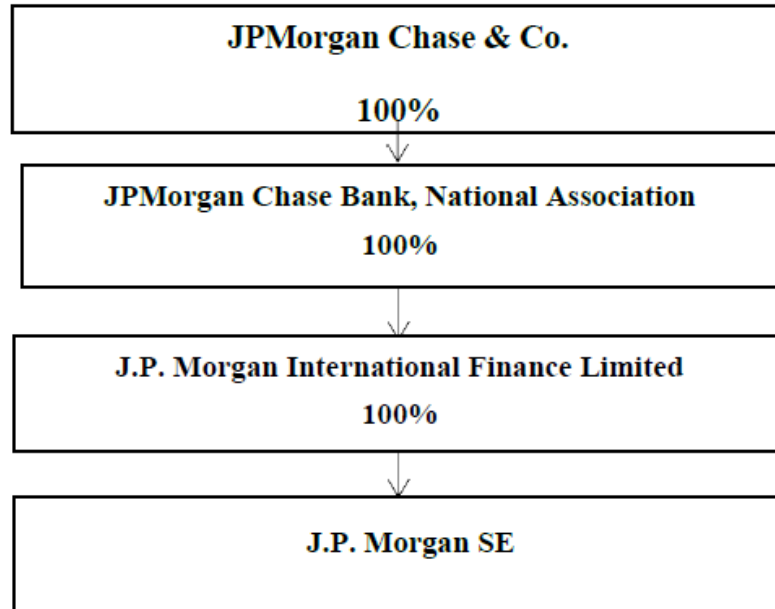 JPMorgan Chase & Co.
100%
JPMorgan Chase Bank, National Association
100%
J.P. Morgan International Finance Limited
100%
J.P. Morgan SE